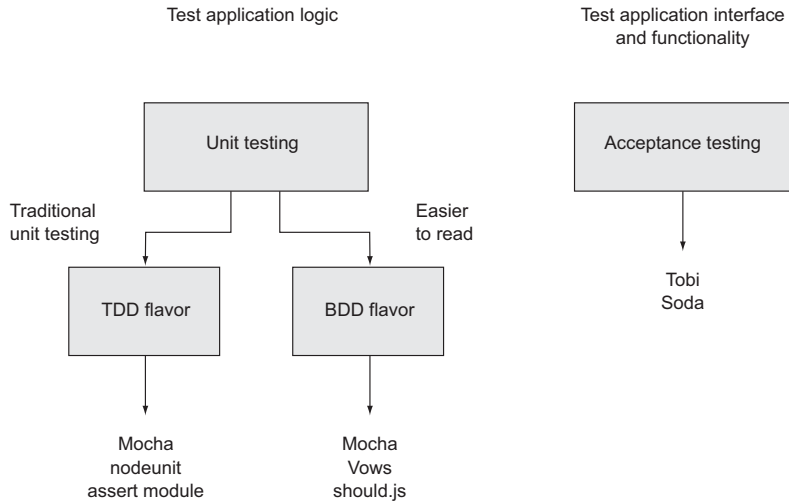 Test application logic
Test application interface
and functionality
Unit testing
Acceptance testing
Traditional
unit testing
Easier
to read
TDD flavor
BDD flavor
Tobi
Soda
Mocha
nodeunit
assert module
Mocha
Vows
should.js